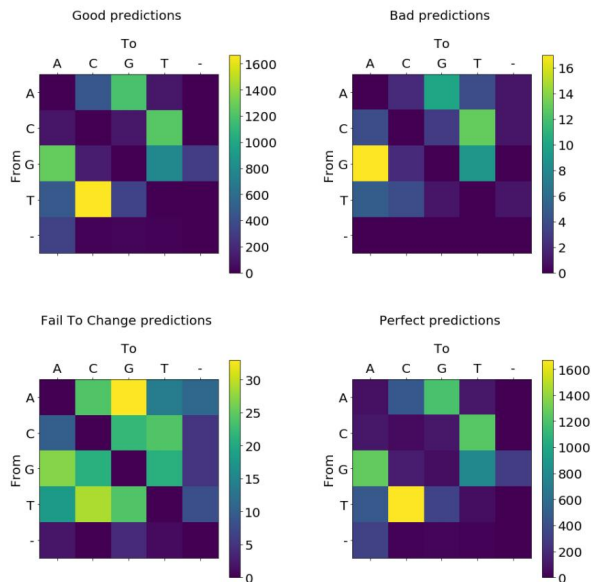 Good predictions
To
A C G T -
From
A
C
G
T
-
1600
1400
1200
1000
800
600
400
200
0
Bad predictions
To
A C G T -
From
A
C
G
T
-
16
14
12
10
8
6
4
2
0
Fail To Change predictions
To
A C G T -
From
A
C
G
T
-
30
25
20
15
10
5
0
Perfect predictions
To
A C G T -
From
A
C
G
T
-
1600
1400
1200
1000
800
600
400
200
0